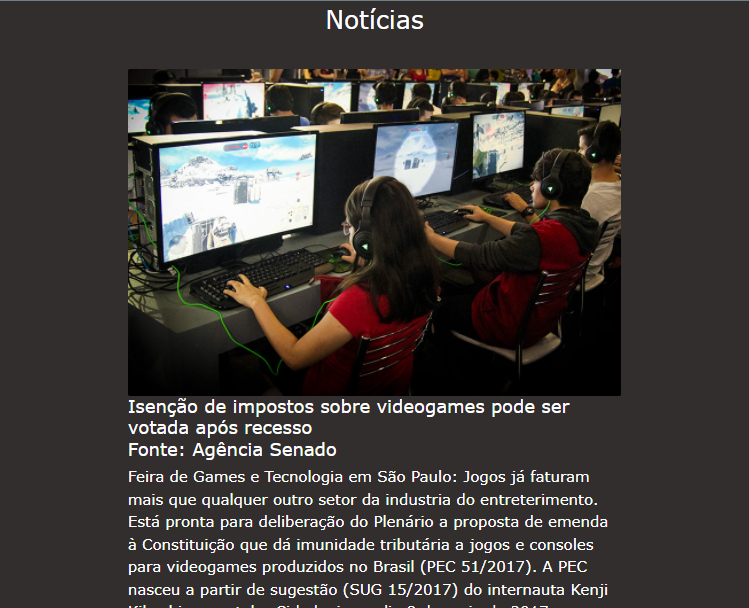 Notícias
Isenção de impostos sobre videogames pode ser
votada após recesso
Fonte: Agência Senado
Feira de Games e Tecnologia em São Paulo: Jogos já faturam
mais que qualquer outro setor da industria do entreterimento.
Está pronta para deliberação do Plenário a proposta de emenda
à Constituição que dá imunidade tributária a jogos e consoles
para videogames produzidos no Brasil (PEC 51/2017). A PEC
nasceu a partir de sugestão (SUG 15/2017) do internauta Kenji